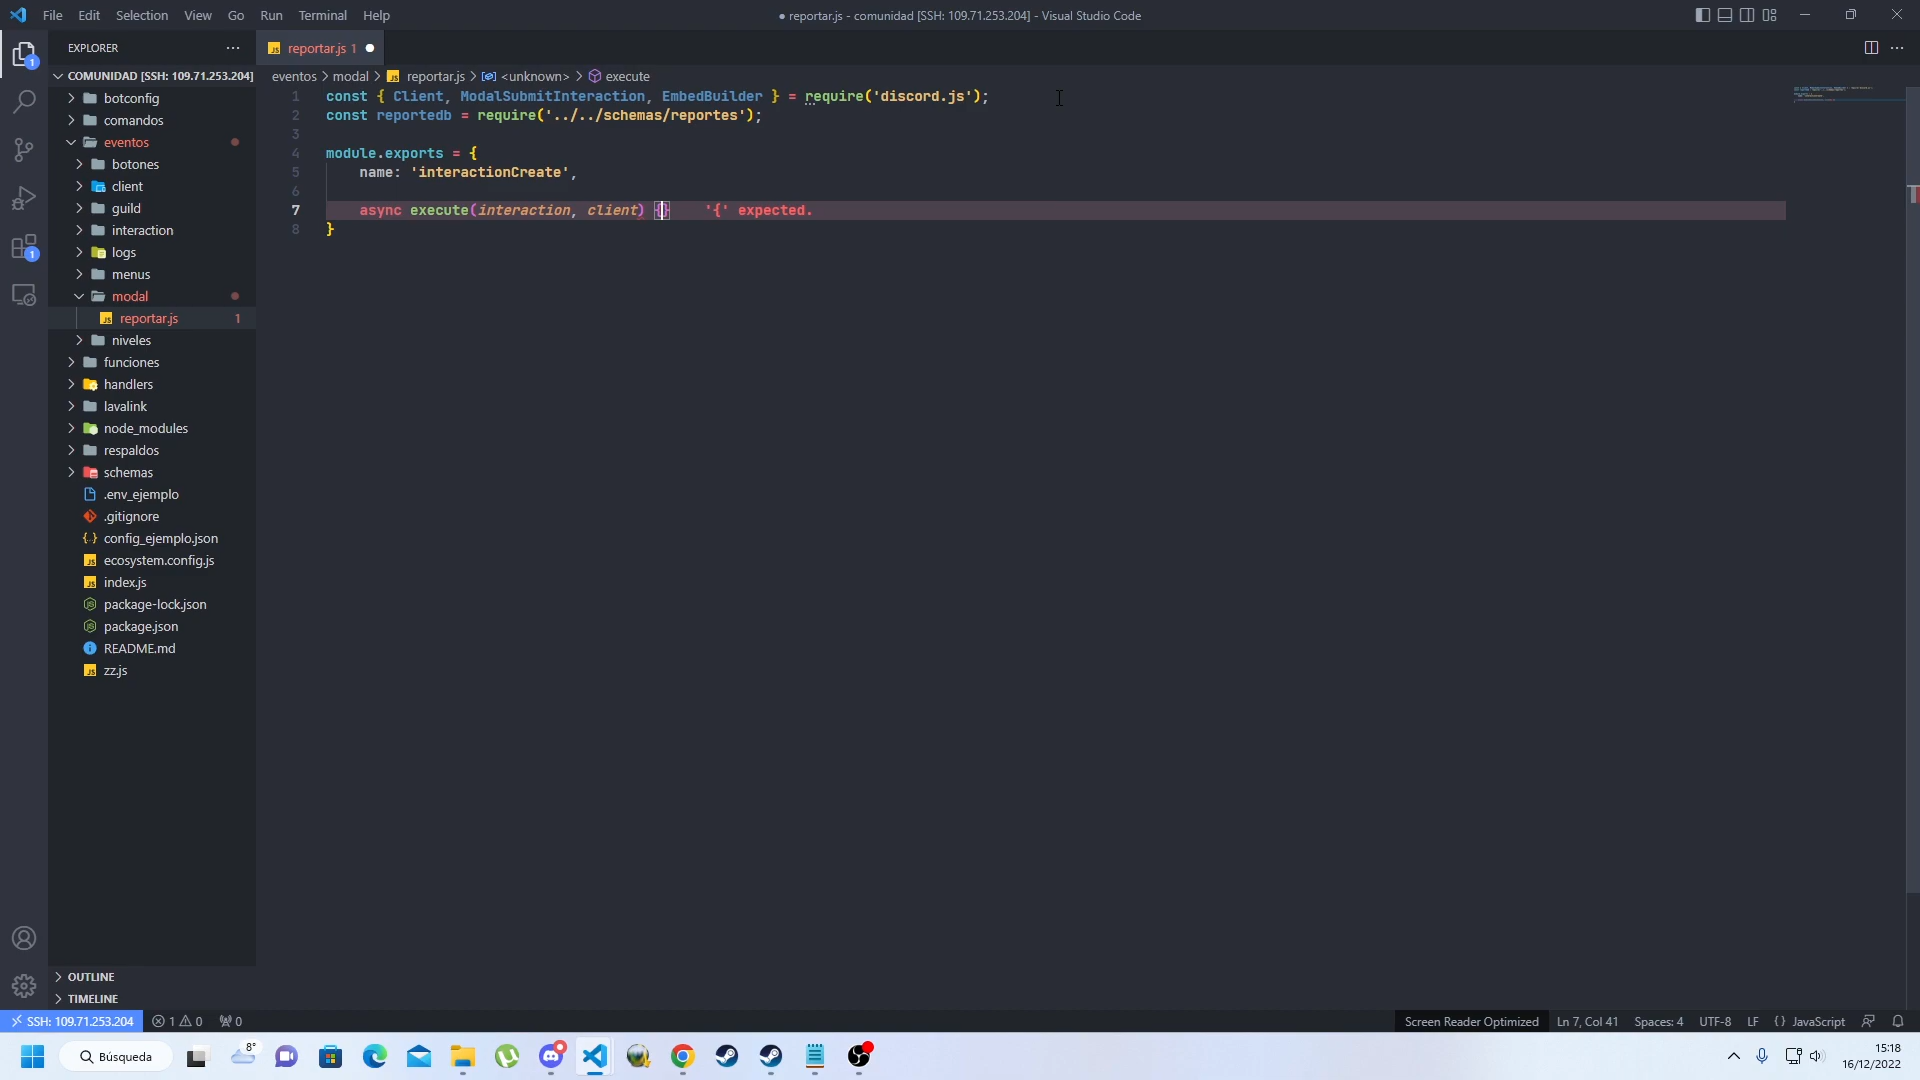 File Edit Selection View Go Run Terminal Help
● reportar.js - comunidad [SSH: 109.71.253.204] - Visual Studio Code
EXPLORER
reportar.js 1
COMUNIDAD [SSH: 109.71.253.204]
eventos > modal > reportar.js > <unknown> > execute
botconfig
comandos
eventos
botones
client
guild
interaction
logs
menus
modal
reportar.js 1
niveles
funciones
handlers
lavalink
node_modules
respaldos
schemas
.env_ejemplo
.gitignore
config_ejemplo.json
ecosystem.config.js
index.js
package-lock.json
package.json
README.md
zz.js
OUTLINE
TIMELINE
1 const { Client, ModalSubmitInteraction, EmbedBuilder } = require('discord.js');
2 const reportedb = require('../../schemas/reportes');
3
4 module.exports = {
5 name: 'interactionCreate',
6
7 async execute(interaction, client) {} '{' expected.
8 }
1
1
SSH: 109.71.253.204 1 0 0
Screen Reader Optimized Ln 7, Col 41 Spaces: 4 UTF-8 LF {} JavaScript
Búsqueda
8°
15:18
16/12/2022